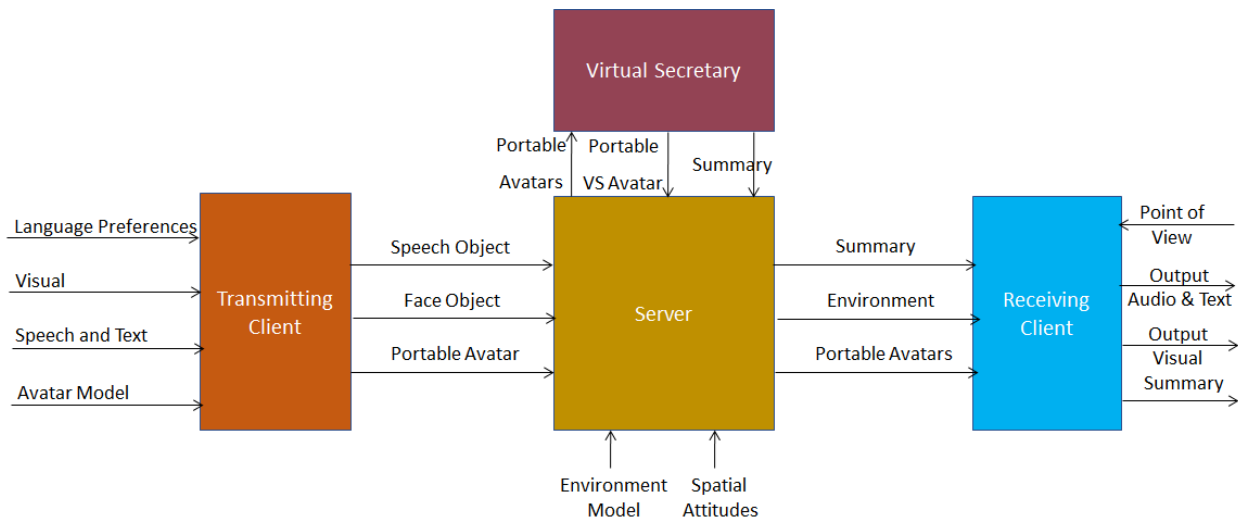 Virtual Secretary
Portable
Avatars
Portable
VS Avatar
Summary
Language Preferences
Visual
Speech and Text
Avatar Model
Transmitting
Client
Speech Object
Face Object
Portable Avatar
Server
Summary
Environment
Portable Avatars
Receiving
Client
Point of
View
Output
Audio & Text
Output
Visual
Summary
Environment
Model
Spatial
Attitudes